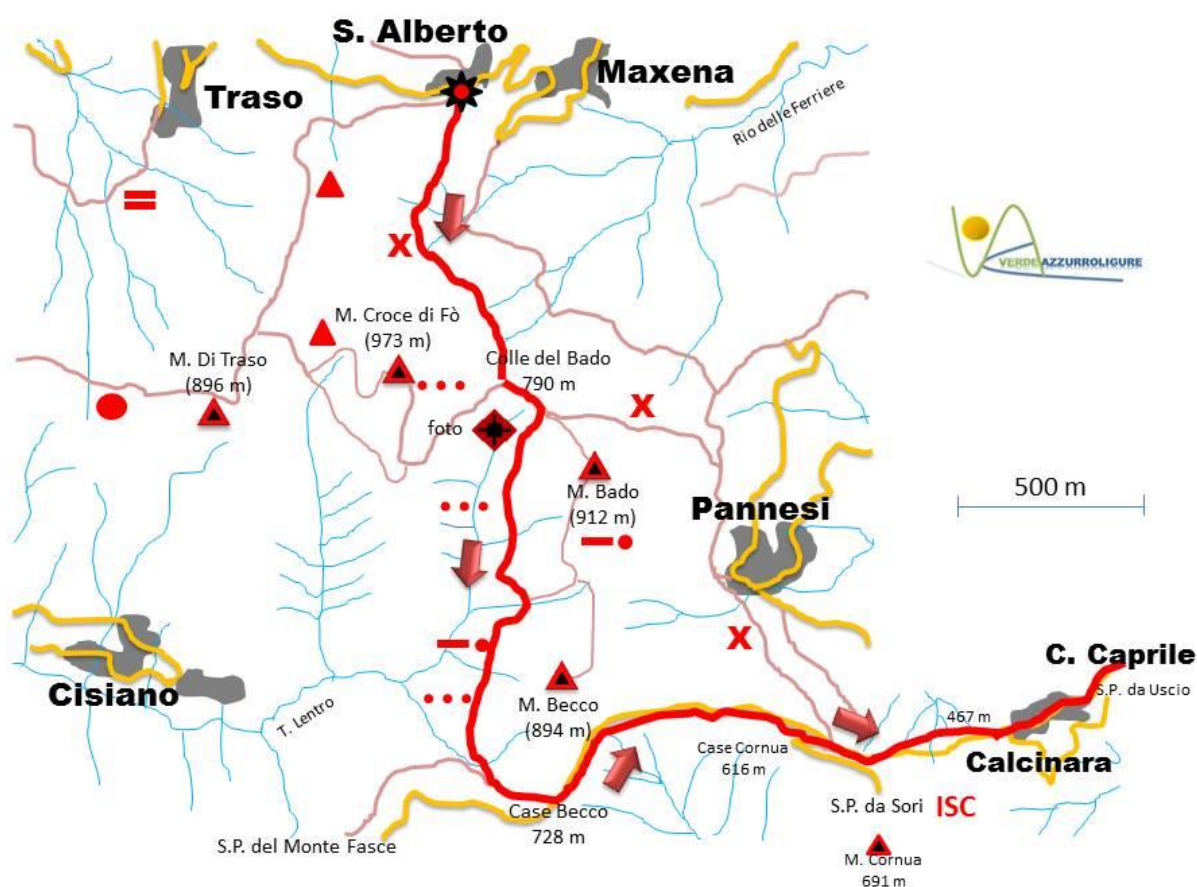 S. Alberto
Maxena
Traso
Rio delle Ferriere
X
VERDEAZZURROLIGURE
M. Croce di Fò
(973 m)
M. Di Traso
(896 m)
Colle del Bado
790 m
X
foto
M. Bado
(912 m)
500 m
Pannesi
X
Cisiano
C. Caprile
S.P. da Uscio
T. Lentro
M. Becco
(894 m)
467 m
Case Cornua
616 m
Calcinara
Case Becco
728 m
S.P. da Sori
ISC
S.P. del Monte Fasce
M. Cornua
691 m